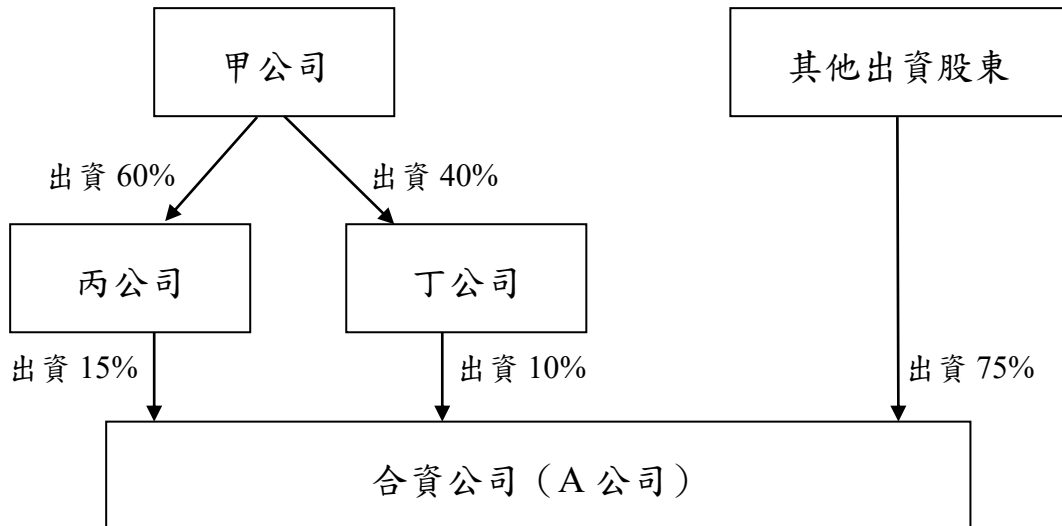 甲公司
其他出資股東
出資 60%
出資 40%
丙公司
丁公司
出資 15%
出資 10%
出資 75%
合資公司（A 公司）